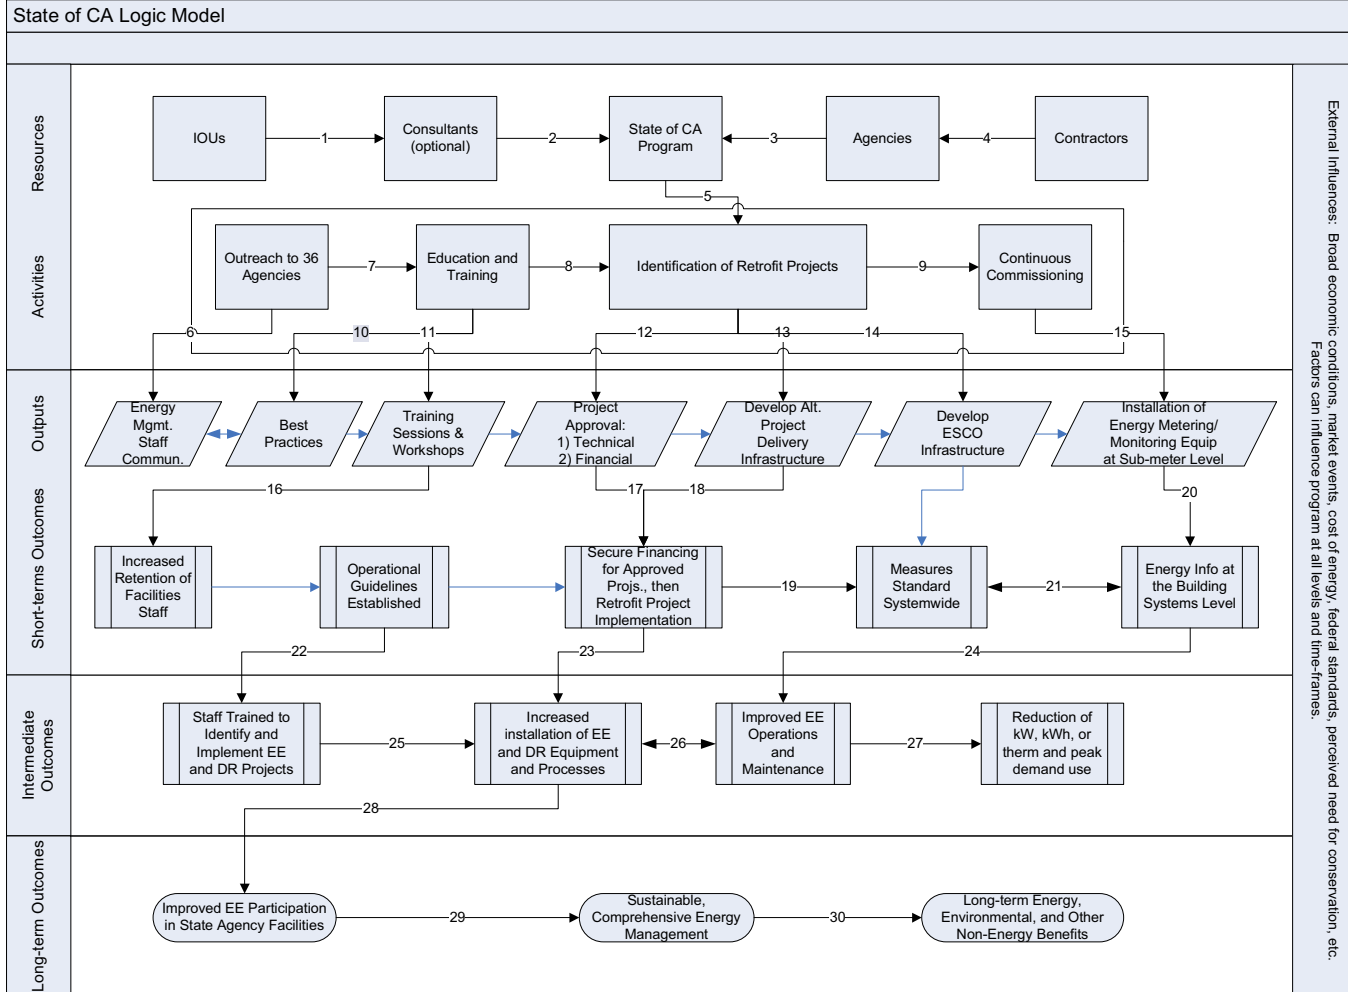 State of CA Logic Model
Resources
IOUs
1
Consultants
(optional)
2
State of CA
Program
3
Agencies
4
Contractors
5
Activities
Outreach to 36
Agencies
7
Education and
Training
8
Identification of Retrofit Projects
9
Continuous
Commissioning
6
10
11
12
13
14
15
Outputs
Energy
Mgmt.
Staff
Commun.
Best
Practices
Training
Sessions &
Workshops
Project
Approval:
1) Technical
2) Financial
Develop Alt.
Project
Delivery
Infrastructure
Develop
ESCO
Infrastructure
Installation of
Energy Metering/
Monitoring Equip
at Sub-meter Level
16
17
18
20
Short-terms Outcomes
Increased
Retention of
Facilities
Staff
Operational
Guidelines
Established
Secure Financing
for Approved
Projs., then
Retrofit Project
Implementation
19
Measures
Standard
Systemwide
21
Energy Info at
the Building
Systems Level
22
23
24
Intermediate
Outcomes
Staff Trained to
Identify and
Implement EE
and DR Projects
25
Increased
installation of EE
and DR Equipment
and Processes
26
Improved EE
Operations
and
Maintenance
27
Reduction of
kW, kWh, or
therm and peak
demand use
28
Long-term Outcomes
Improved EE Participation
in State Agency Facilities
29
Sustainable,
Comprehensive Energy
Management
30
Long-term Energy,
Environmental, and Other
Non-Energy Benefits
External Influences: Broad economic conditions, market events, cost of energy, federal standards, perceived need for conservation, etc.
Factors can influence program at all levels and time-frames.